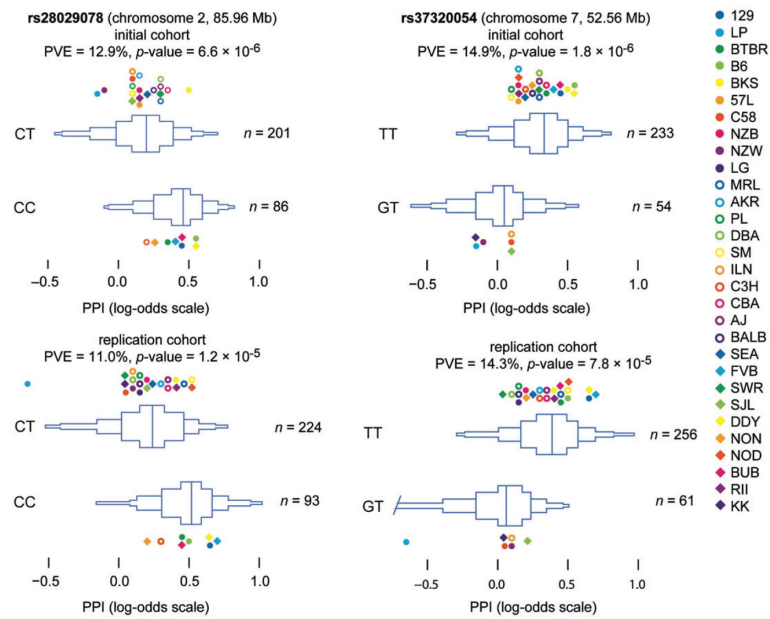 rs28029078 (chromosome 2, 85.96 Mb)
initial cohort
PVE = 12.9%, p-value = 6.6 × 10⁻⁶
CT
n = 201
CC
n = 86
−0.5 0.0 0.5 1.0
PPI (log-odds scale)
rs37320054 (chromosome 7, 52.56 Mb)
initial cohort
PVE = 14.9%, p-value = 1.8 × 10⁻⁶
TT
n = 233
GT
n = 54
−0.5 0.0 0.5 1.0
PPI (log-odds scale)
replication cohort
PVE = 11.0%, p-value = 1.2 × 10⁻⁵
CT
n = 224
CC
n = 93
−0.5 0.0 0.5 1.0
PPI (log-odds scale)
replication cohort
PVE = 14.3%, p-value = 7.8 × 10⁻⁵
TT
n = 256
GT
n = 61
−0.5 0.0 0.5 1.0
PPI (log-odds scale)
129
LP
BTBR
B6
BKS
57L
C58
NZB
NZW
LG
MRL
AKR
PL
DBA
SM
ILN
C3H
CBA
AJ
BALB
SEA
FVB
SWR
SJL
DDY
NON
NOD
BUB
RII
KK